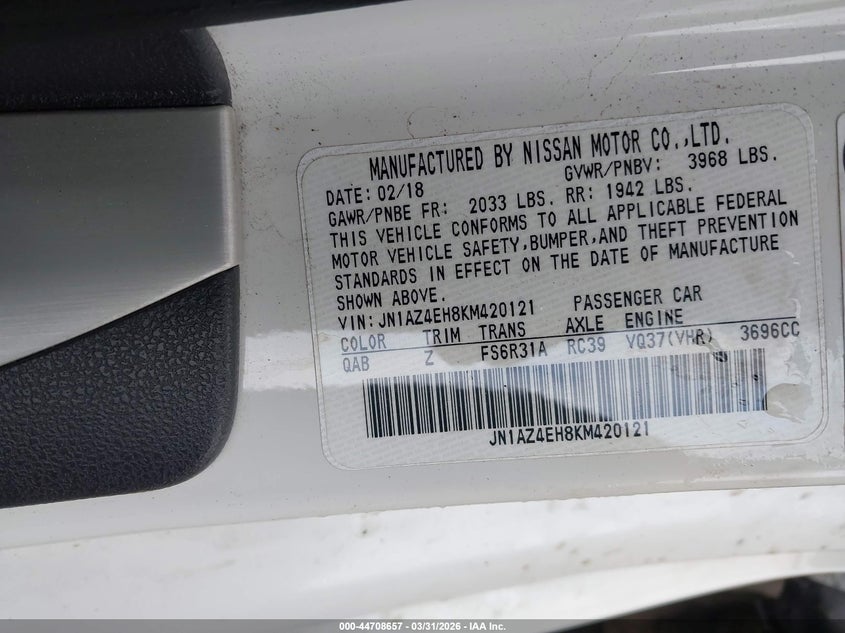 MANUFACTURED BY NISSAN MOTOR CO.,LTD.
DATE: 02/18 GVWR/PNBV: 3968 LBS.
GAWR/PNBE FR: 2033 LBS. RR: 1942 LBS.
THIS VEHICLE CONFORMS TO ALL APPLICABLE FEDERAL
MOTOR VEHICLE SAFETY,BUMPER,AND THEFT PREVENTION
STANDARDS IN EFFECT ON THE DATE OF MANUFACTURE
SHOWN ABOVE.
VIN:JN1AZ4EH8KM420121 PASSENGER CAR
COLOR TRIM TRANS AXLE ENGINE
QAB Z FS6R31A RC39 VQ37(VHR) 3696CC
JN1AZ4EH8KM420121
000-44708657 - 03/31/2026 - IAA Inc.